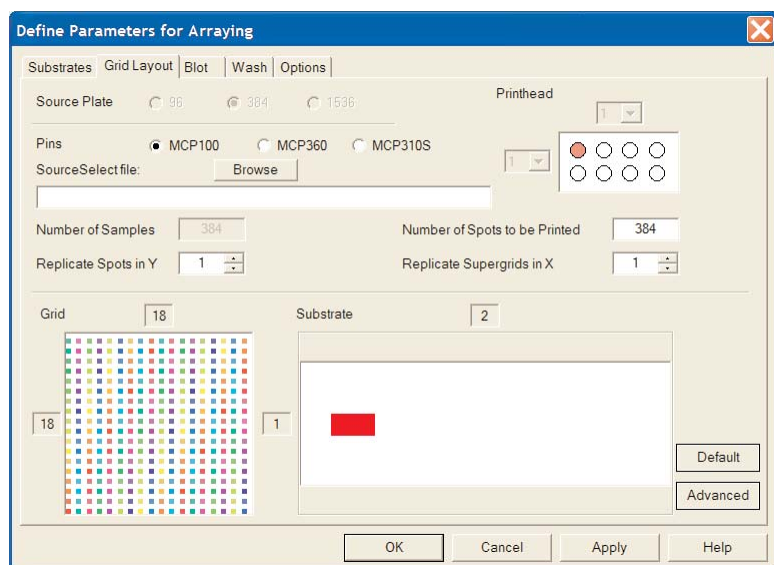 Define Parameters for Arraying
Substrates Grid Layout Blot Wash Options
Source Plate 96 384 1536
Printhead
1
Pins MCP100 MCP360 MCP310S
1
SourceSelect file: Browse
Number of Samples 384 Number of Spots to be Printed 384
Replicate Spots in Y 1 Replicate Supergrids in X 1
Grid 18 Substrate 2
18 1
Default
Advanced
OK Cancel Apply Help